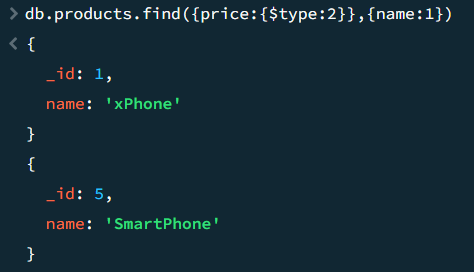 > db.products.find({price:{$type:2}},{name:1})
< {
_id: 1,
name: 'xPhone'
}
{
_id: 5,
name: 'SmartPhone'
}